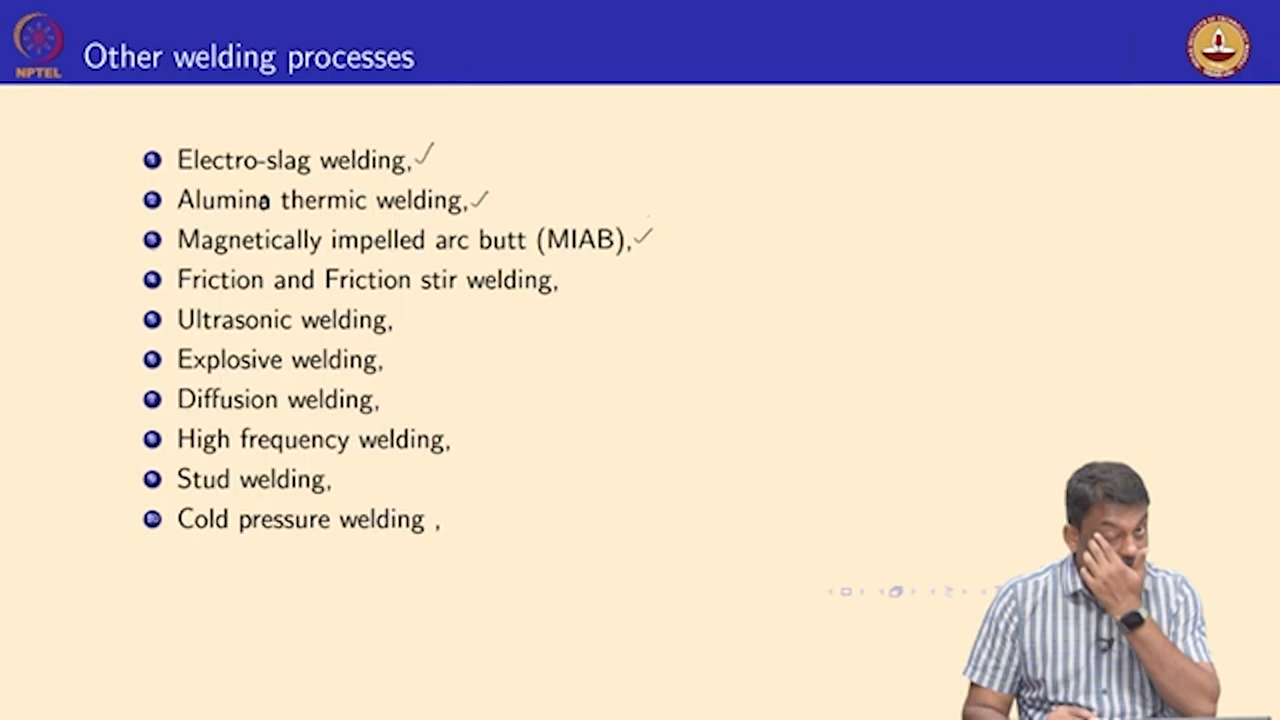 NPTEL
Other welding processes
Electro-slag welding,✓
Alumino thermic welding,✓
Magnetically impelled arc butt (MIAB),✓
Friction and Friction stir welding,
Ultrasonic welding,
Explosive welding,
Diffusion welding,
High frequency welding,
Stud welding,
Cold pressure welding ,